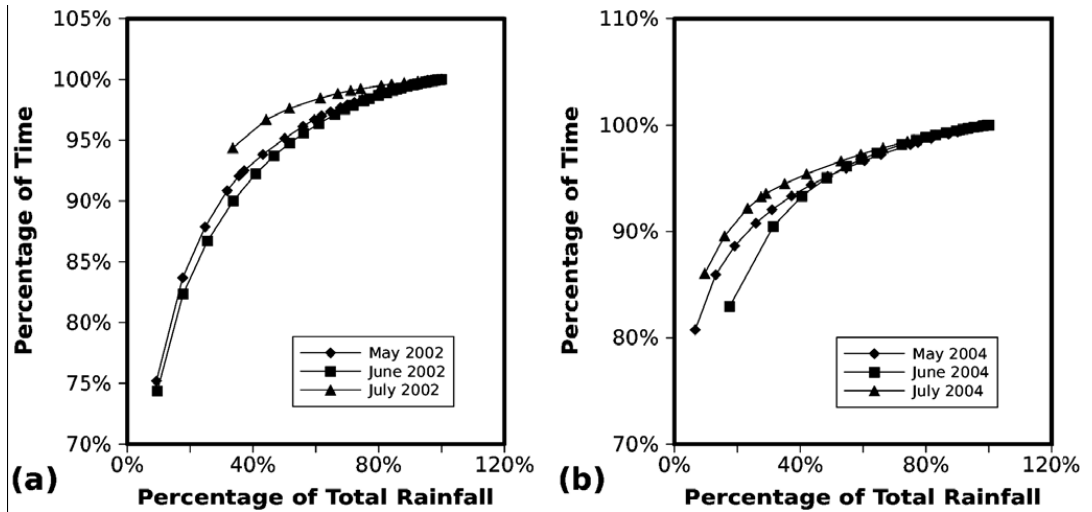 105%
100%
95%
90%
85%
80%
75%
70%
Percentage of Time
May 2002
June 2002
July 2002
0% 40% 80% 120%
(a)
Percentage of Total Rainfall
110%
100%
90%
80%
70%
Percentage of Time
May 2004
June 2004
July 2004
0% 40% 80% 120%
(b)
Percentage of Total Rainfall